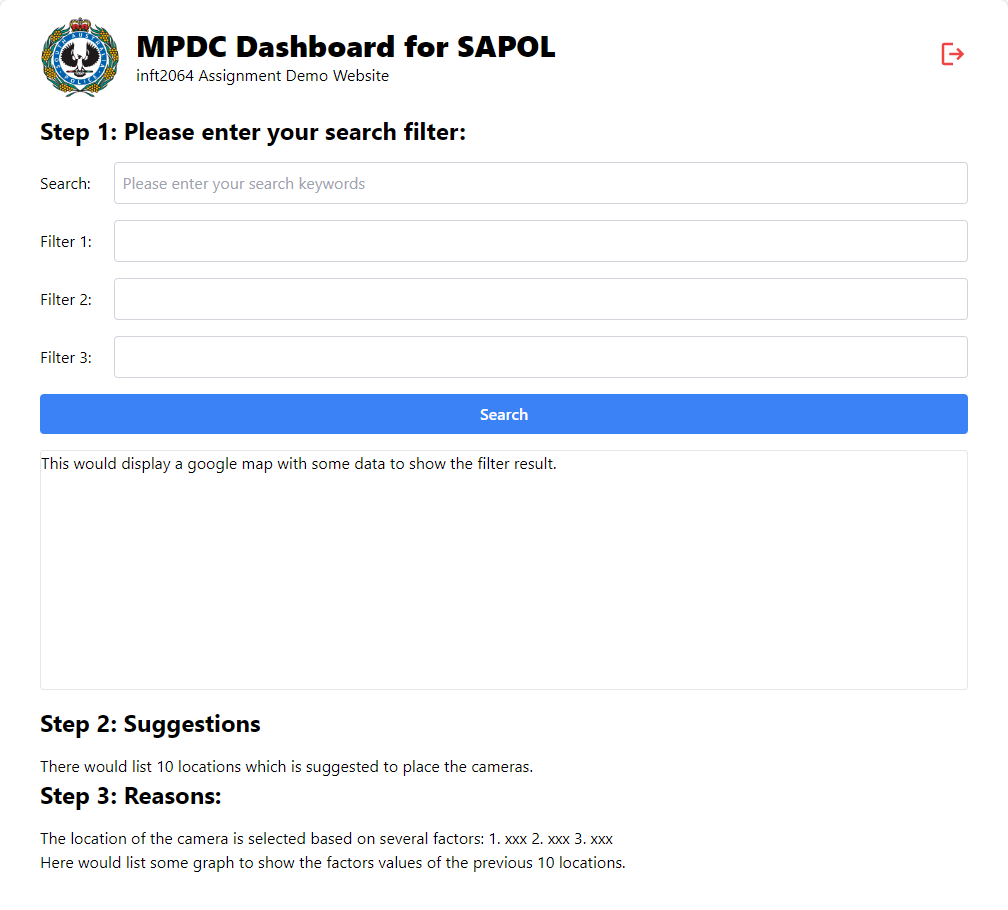 MPDC Dashboard for SAPOL
inft2064 Assignment Demo Website
Step 1: Please enter your search filter:
Search:
Please enter your search keywords
Filter 1:
Filter 2:
Filter 3:
Search
This would display a google map with some data to show the filter result.
Step 2: Suggestions
There would list 10 locations which is suggested to place the cameras.
Step 3: Reasons:
The location of the camera is selected based on several factors: 1. xxx 2. xxx 3. xxx
Here would list some graph to show the factors values of the previous 10 locations.